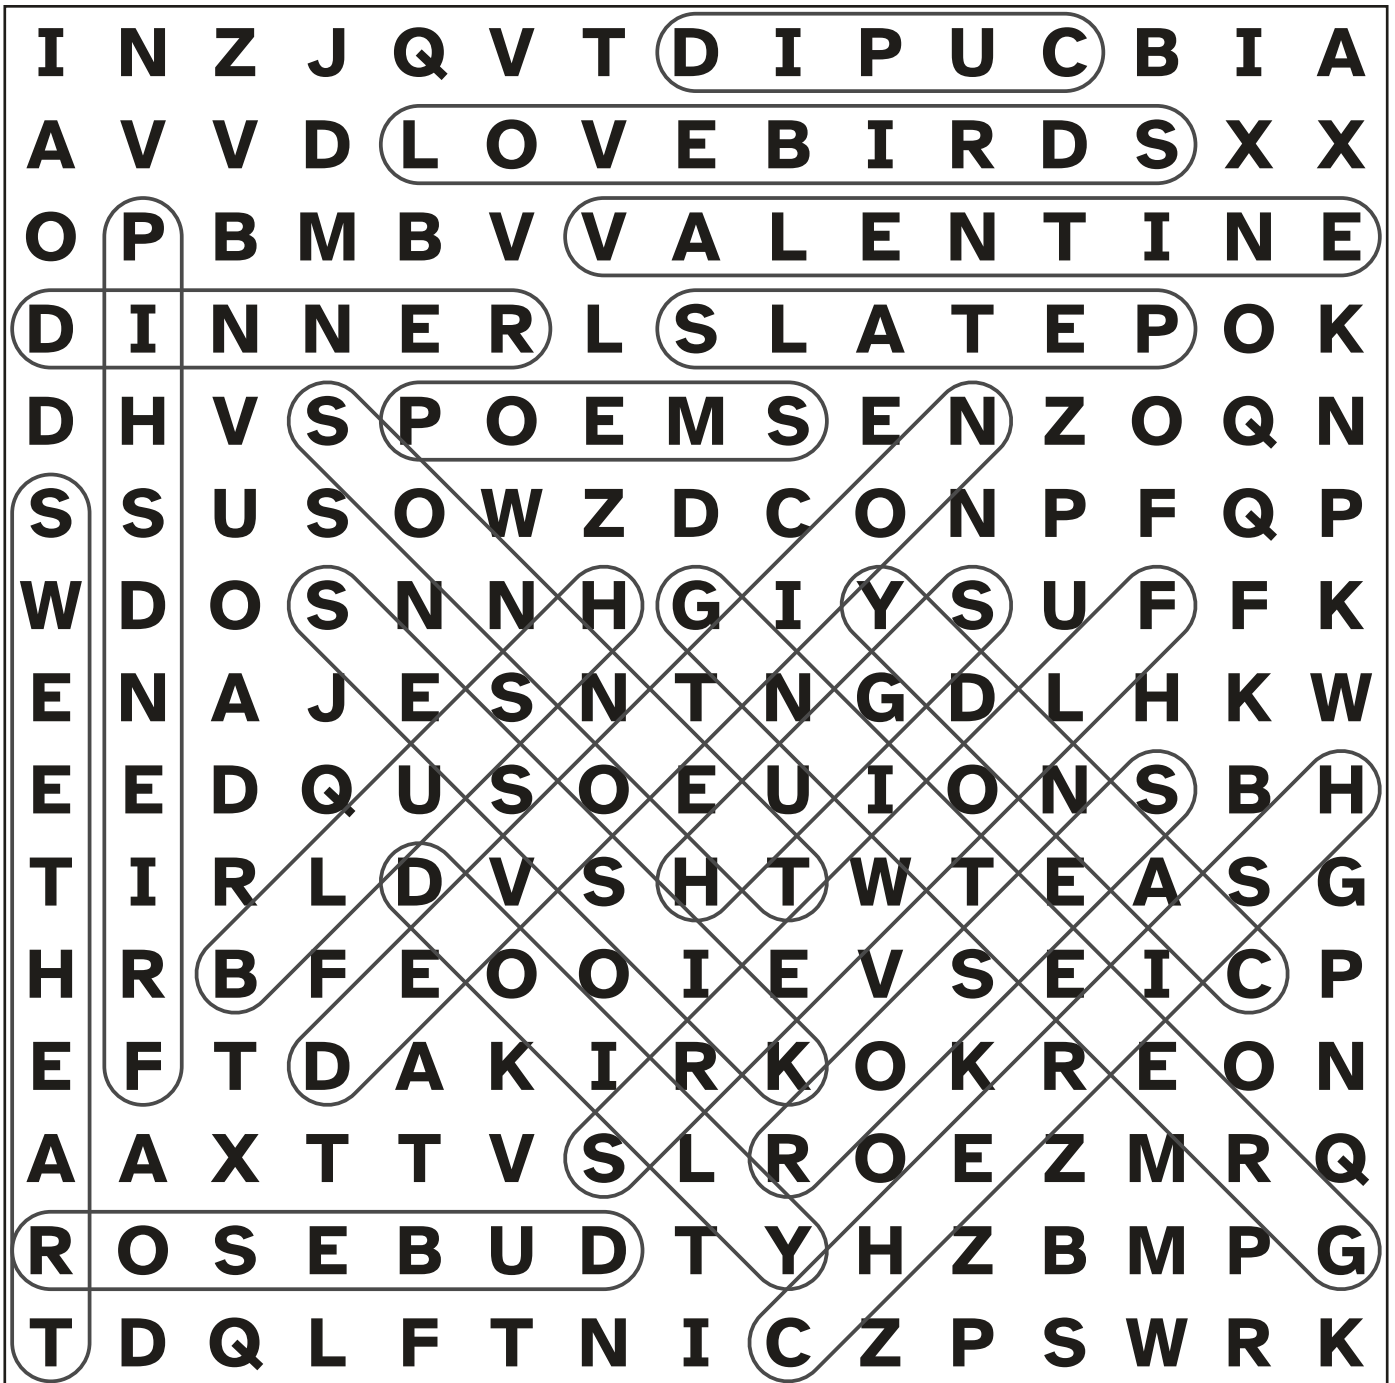 I N Z J Q V T D I P U C B I A
A V V D L O V E B I R D S X X
O P B M B V V A L E N T I N E
D I N N E R L S L A T E P O K
D H V S P O E M S E N Z O Q N
S S U S O W Z D C O N P F Q P
W D O S N N H G I Y S U F F K
E N A J E S N T N G D L H K W
E E D Q U S O E U I O N S B H
T I R L D V S H T W T E A S G
H R B F E O O I E V S E I C P
E F T D A K I R K O K R E O N
A A X T T V S L R O E Z M R Q
R O S E B U D T Y H Z B M P G
T D Q L F T N I C Z P S W R K